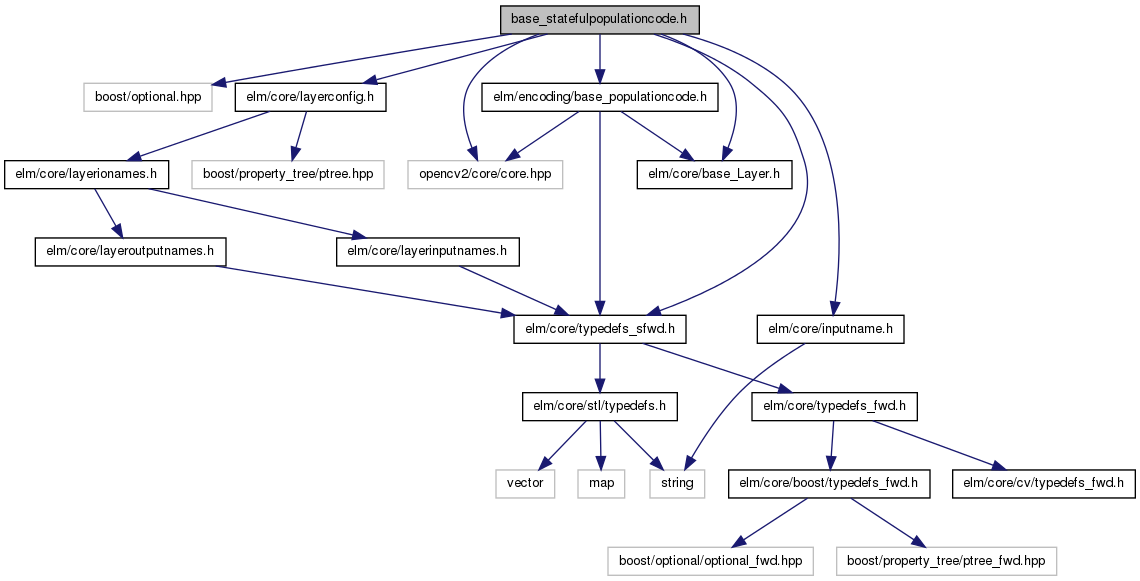 base_statefulpopulationcode.h
boost/optional.hpp
elm/core/layerconfig.h
elm/encoding/base_populationcode.h
elm/core/layerionames.h
boost/property_tree/ptree.hpp
opencv2/core/core.hpp
elm/core/base_Layer.h
elm/core/layeroutputnames.h
elm/core/layerinputnames.h
elm/core/typedefs_sfwd.h
elm/core/inputname.h
elm/core/stl/typedefs.h
elm/core/typedefs_fwd.h
vector
map
string
elm/core/boost/typedefs_fwd.h
elm/core/cv/typedefs_fwd.h
boost/optional/optional_fwd.hpp
boost/property_tree/ptree_fwd.hpp